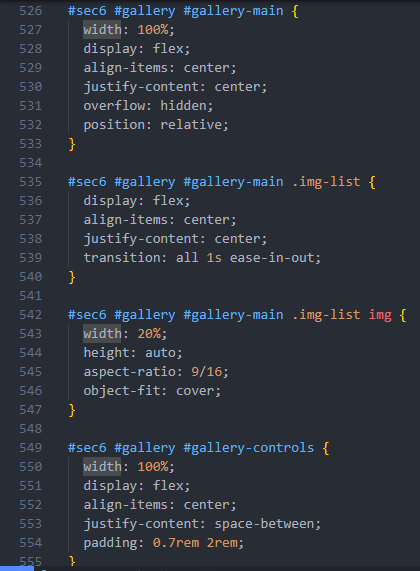 526 #sec6 #gallery #gallery-main {
527 width: 100%;
528 display: flex;
529 align-items: center;
530 justify-content: center;
531 overflow: hidden;
532 position: relative;
533 }
534
535 #sec6 #gallery #gallery-main .img-list {
536 display: flex;
537 align-items: center;
538 justify-content: center;
539 transition: all 1s ease-in-out;
540 }
541
542 #sec6 #gallery #gallery-main .img-list img {
543 width: 20%;
544 height: auto;
545 aspect-ratio: 9/16;
546 object-fit: cover;
547 }
548
549 #sec6 #gallery #gallery-controls {
550 width: 100%;
551 display: flex;
552 align-items: center;
553 justify-content: space-between;
554 padding: 0.7rem 2rem;
555 }